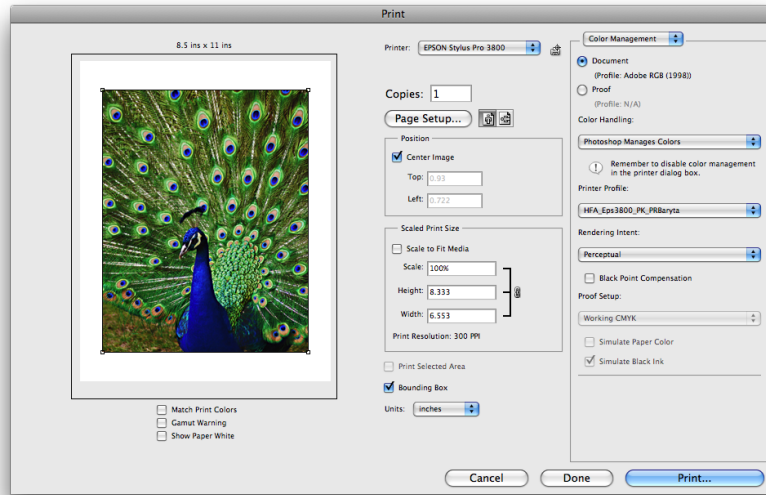 Print
8.5 ins x 11 ins
Match Print Colors
Gamut Warning
Show Paper White
Printer: EPSON Stylus Pro 3800
Copies: 1
Page Setup...
Position
Center Image
Top: 0.93
Left: 0.722
Scaled Print Size
Scale to Fit Media
Scale: 100%
Height: 8.333
Width: 6.553
Print Resolution: 300 PPI
Print Selected Area
Bounding Box
Units: inches
Color Management
Document
(Profile: Adobe RGB (1998))
Proof
(Profile: N/A)
Color Handling:
Photoshop Manages Colors
Remember to disable color management
in the printer dialog box.
Printer Profile:
HFA_Eps3800_PK_PRBaryta
Rendering Intent:
Perceptual
Black Point Compensation
Proof Setup:
Working CMYK
Simulate Paper Color
Simulate Black Ink
Cancel
Done
Print...